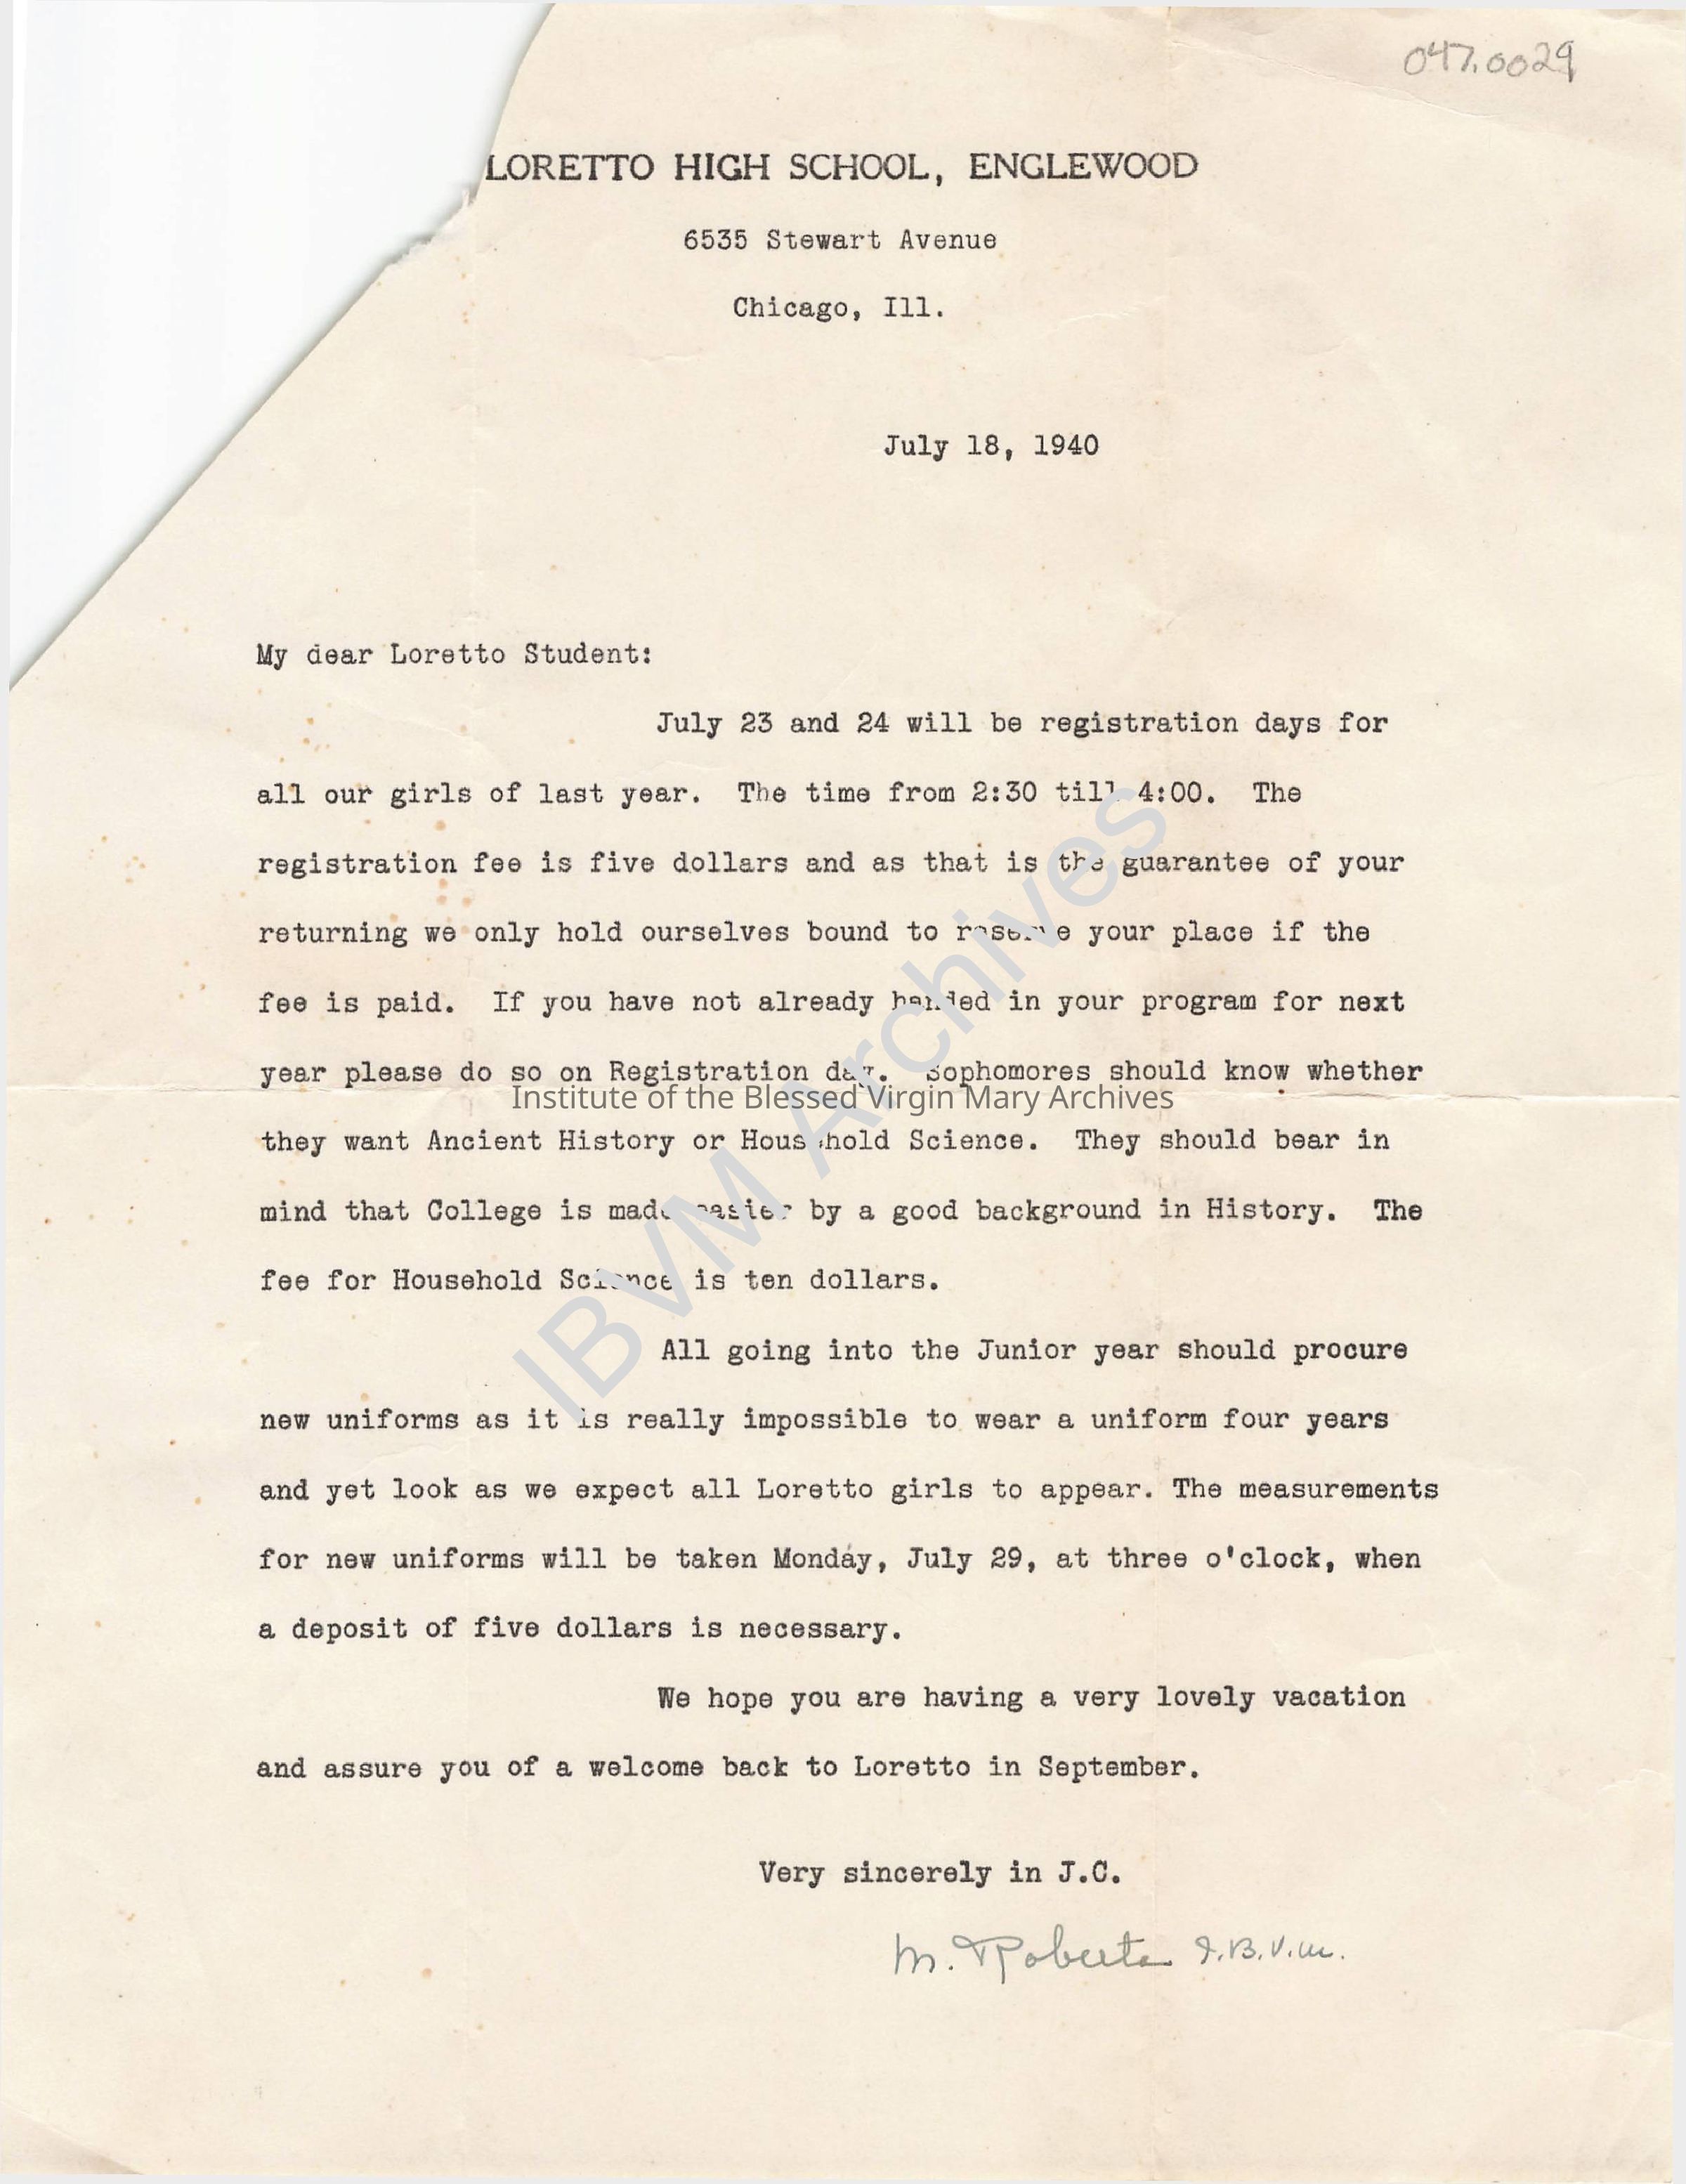 047.0029
LORETTO HIGH SCHOOL, ENGLEWOOD
6535 Stewart Avenue
Chicago, Ill.
July 18, 1940
My dear Loretto Student:
July 23 and 24 will be registration days for
all our girls of last year. The time from 2:30 till 4:00. The
registration fee is five dollars and as that is the guarantee of your
returning we only hold ourselves bound to reserve your place if the
fee is paid. If you have not already handed in your program for next
year please do so on Registration day. Sophomores should know whether
Institute of the Blessed Virgin Mary Archives
they want Ancient History or Household Science. They should bear in
mind that College is made easier by a good background in History. The
fee for Household Science is ten dollars.
All going into the Junior year should procure
new uniforms as it is really impossible to wear a uniform four years
and yet look as we expect all Loretto girls to appear. The measurements
for new uniforms will be taken Monday, July 29, at three o'clock, when
a deposit of five dollars is necessary.
We hope you are having a very lovely vacation
and assure you of a welcome back to Loretto in September.
Very sincerely in J.C.
M. Roberta I.B.V.M.
IBVM Archives